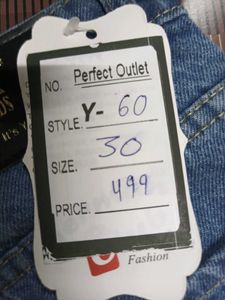 NO. Perfect Outlet
STYLE. Y- 60
SIZE. 30
PRICE. 499
Fashion